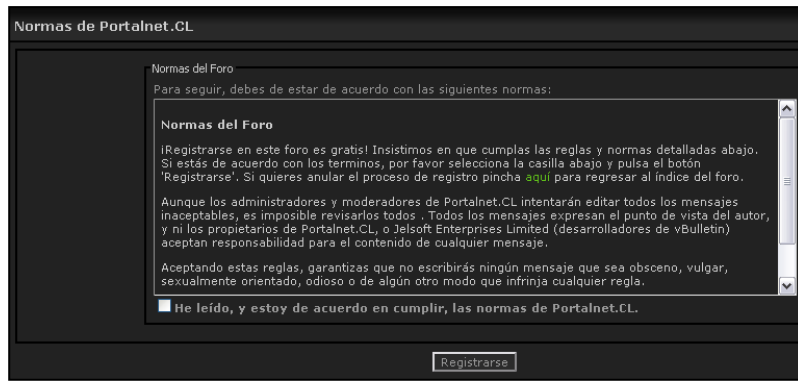 Normas de Portalnet.CL
Normas del Foro
Para seguir, debes de estar de acuerdo con las siguientes normas:
Normas del Foro
¡Registrarse en este foro es gratis! Insistimos en que cumplas las reglas y normas detalladas abajo.
Si estás de acuerdo con los terminos, por favor selecciona la casilla abajo y pulsa el botón
'Registrarse'. Si quieres anular el proceso de registro pincha aquí para regresar al índice del foro.
Aunque los administradores y moderadores de Portalnet.CL intentarán editar todos los mensajes
inaceptables, es imposible revisarlos todos . Todos los mensajes expresan el punto de vista del autor,
y ni los propietarios de Portalnet.CL, o Jelsoft Enterprises Limited (desarrolladores de vBulletin)
aceptan responsabilidad para el contenido de cualquier mensaje.
Aceptando estas reglas, garantizas que no escribirás ningún mensaje que sea obsceno, vulgar,
sexualmente orientado, odioso o de algún otro modo que infrinja cualquier regla.
He leído, y estoy de acuerdo en cumplir, las normas de Portalnet.CL.
Registrarse